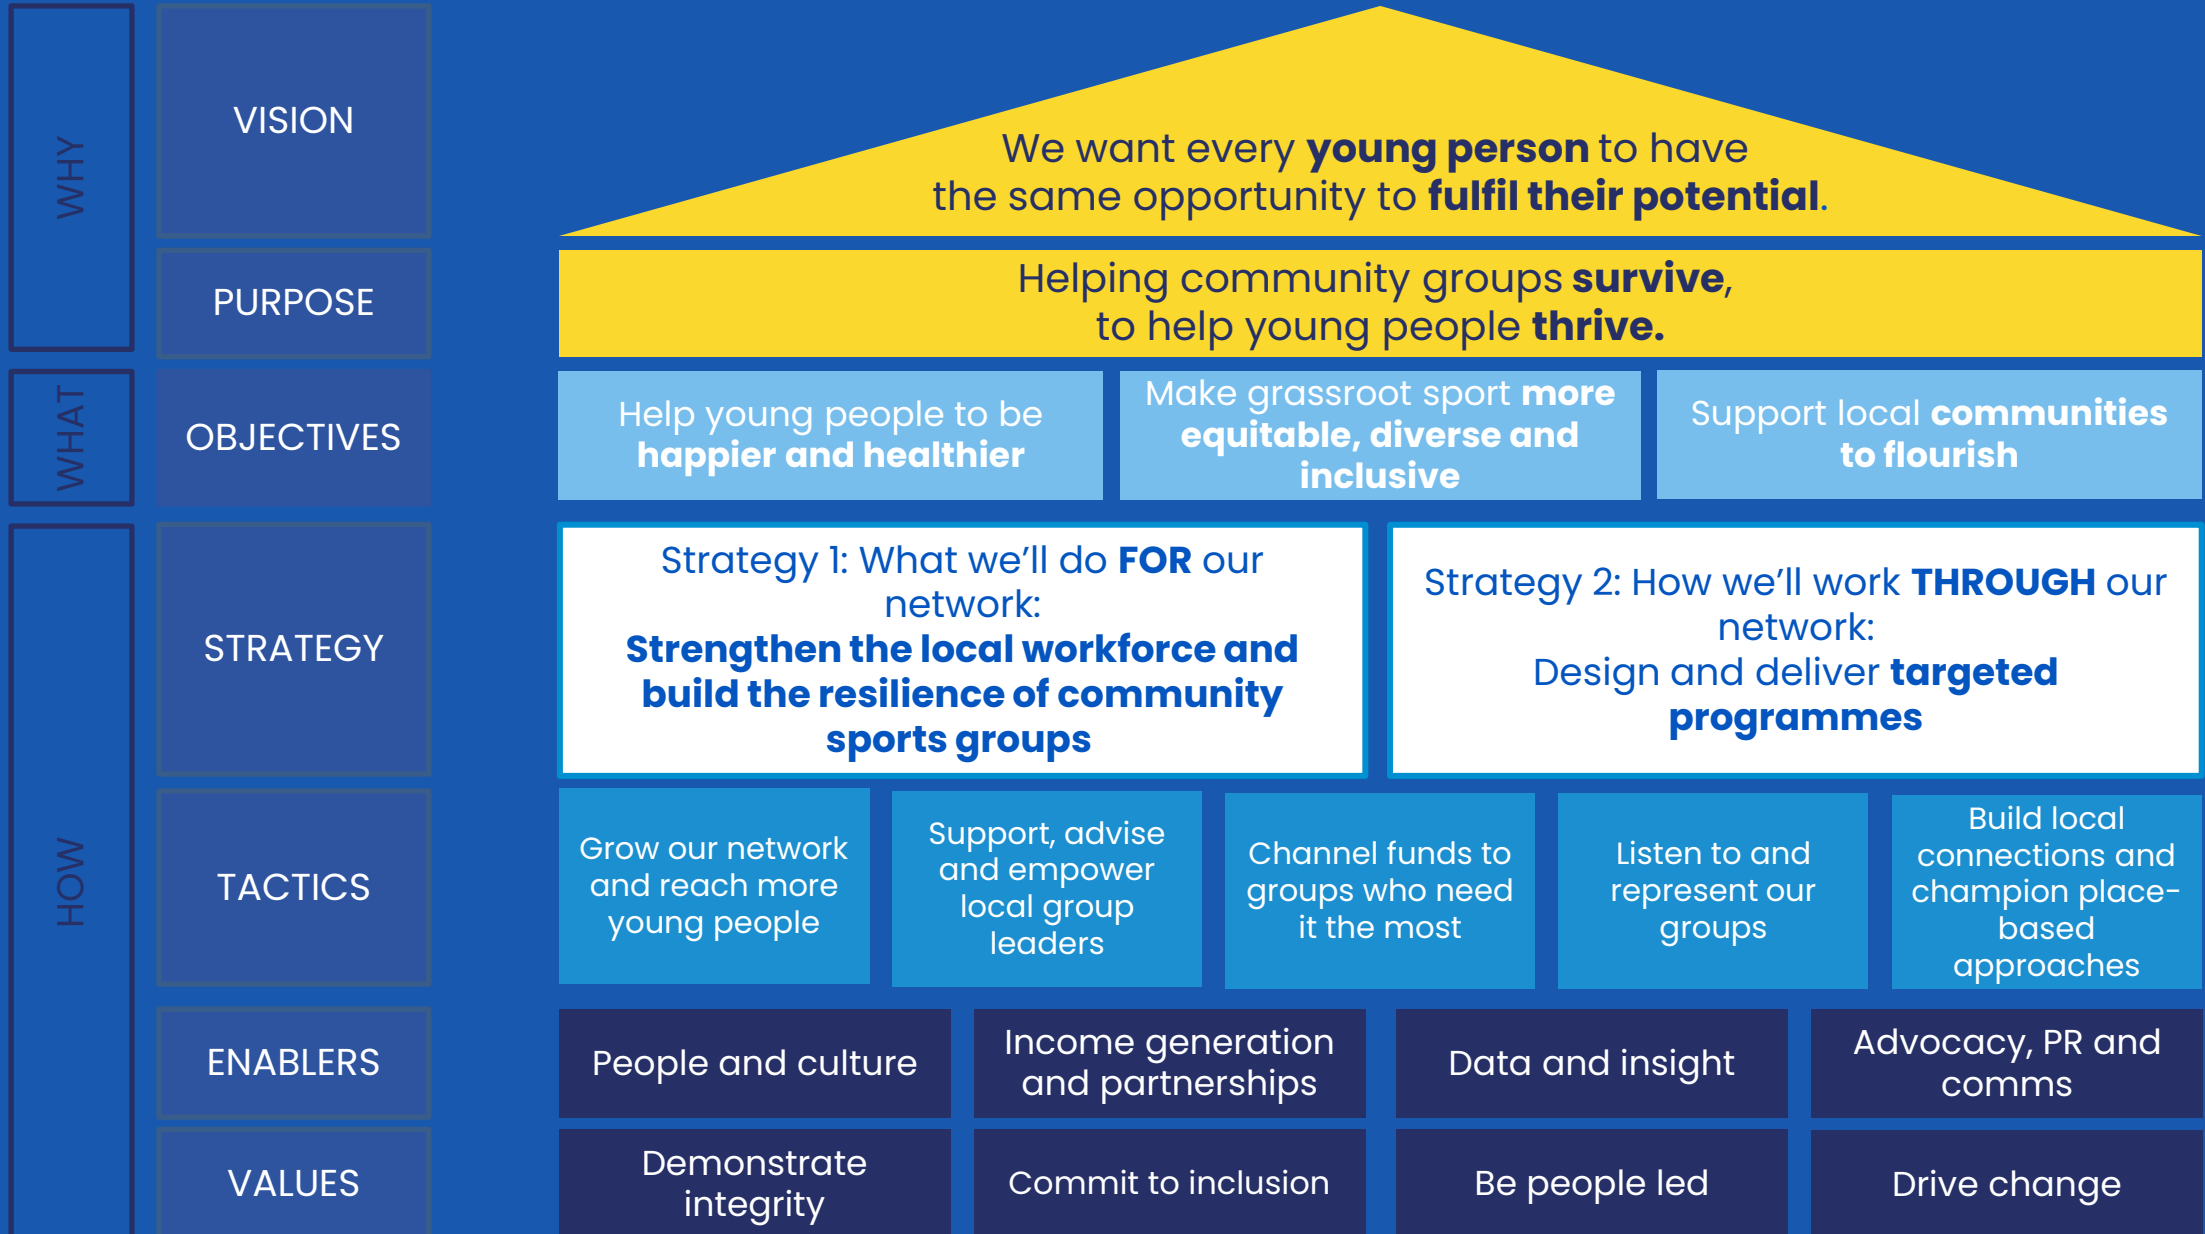 WHY
VISION
We want every young person to have
the same opportunity to fulfil their potential.
PURPOSE
Helping community groups survive,
to help young people thrive.
WHAT
OBJECTIVES
Help young people to be
happier and healthier
Make grassroot sport more
equitable, diverse and
inclusive
Support local communities
to flourish
HOW
STRATEGY
Strategy 1: What we’ll do FOR our
network:
Strengthen the local workforce and
build the resilience of community
sports groups
Strategy 2: How we’ll work THROUGH our
network:
Design and deliver targeted
programmes
TACTICS
Grow our network
and reach more
young people
Support, advise
and empower
local group
leaders
Channel funds to
groups who need
it the most
Listen to and
represent our
groups
Build local
connections and
champion place-
based
approaches
ENABLERS
People and culture
Income generation
and partnerships
Data and insight
Advocacy, PR and
comms
VALUES
Demonstrate
integrity
Commit to inclusion
Be people led
Drive change